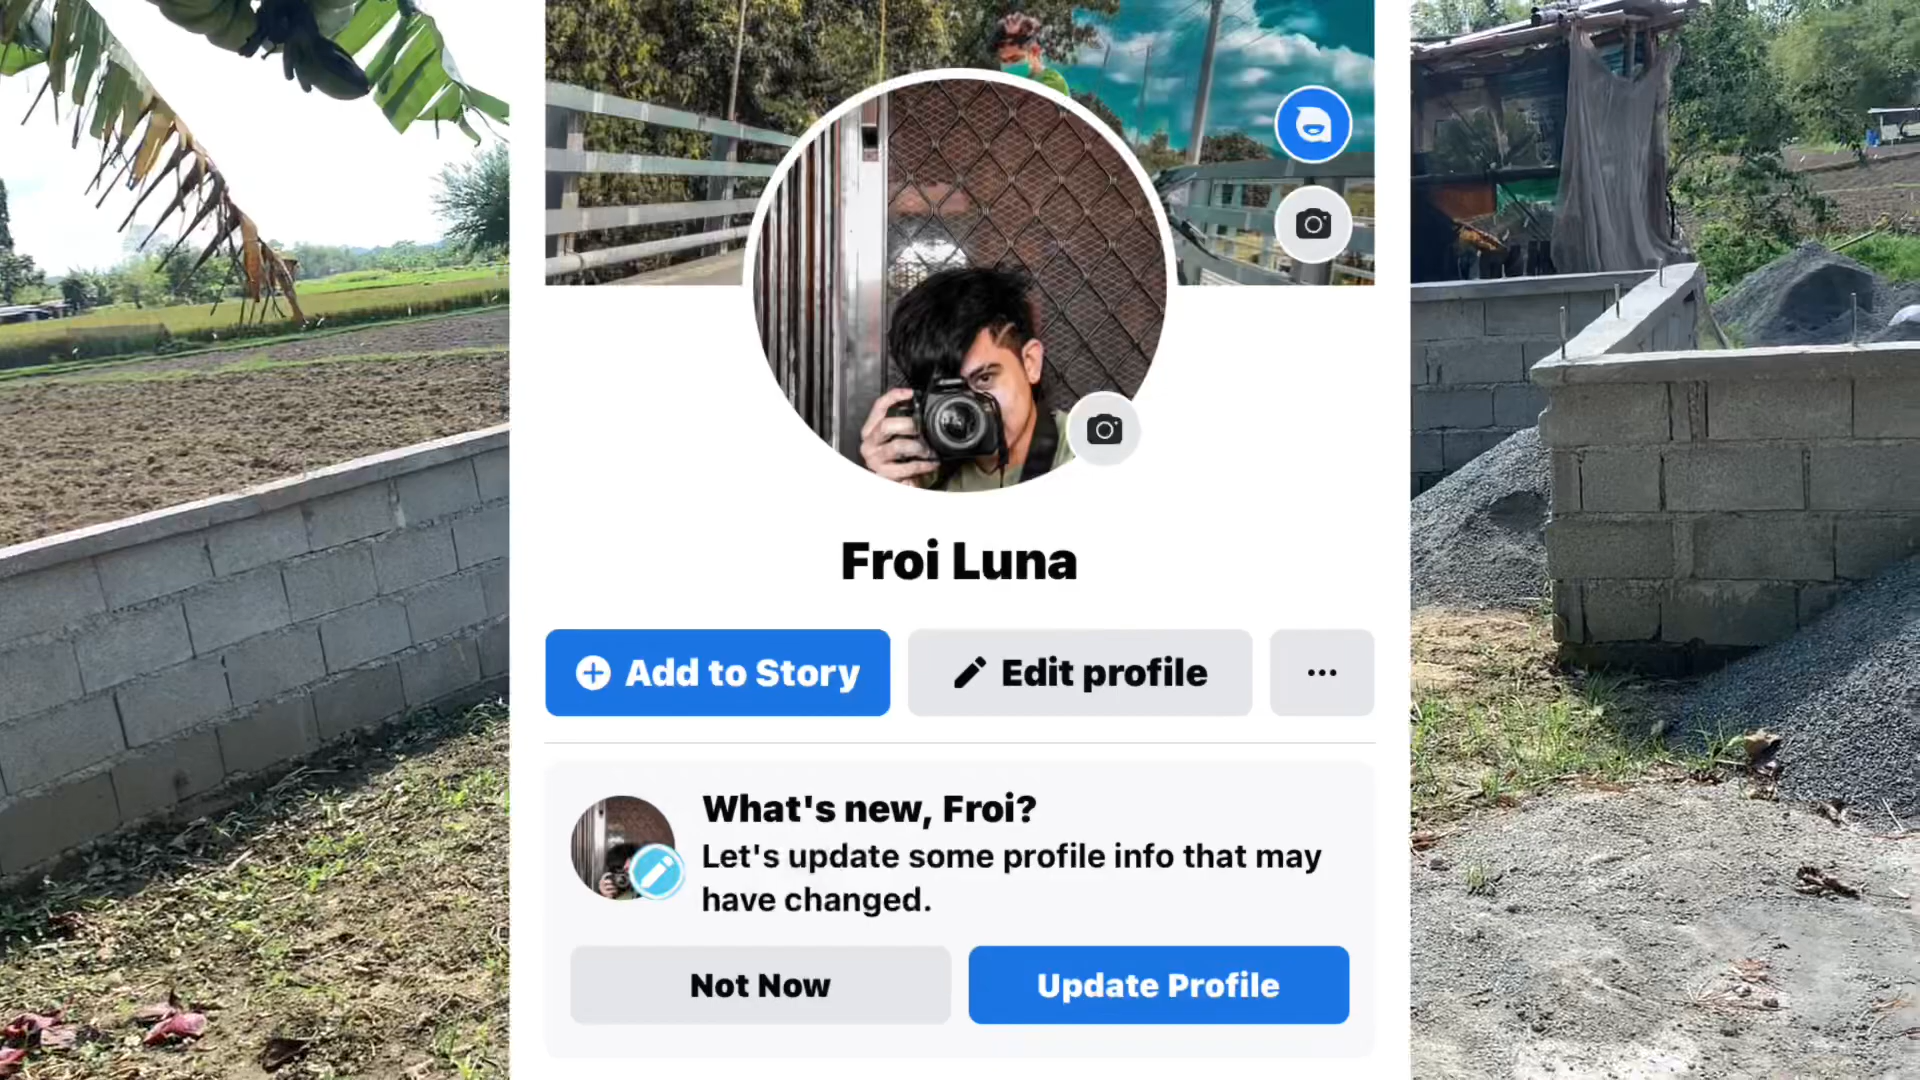 Froi Luna
Add to Story
Edit profile
What's new, Froi?
Let's update some profile info that may
have changed.
Not Now
Update Profile